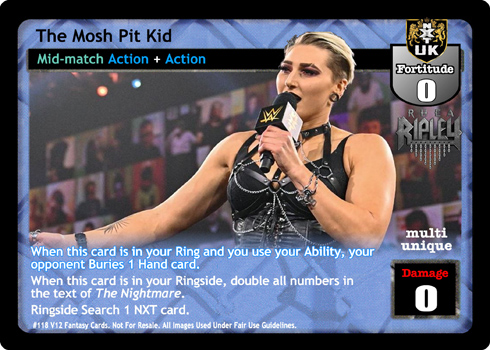 The Mosh Pit Kid
Mid-match Action + Action
NXT
UK
Fortitude
0
RHEA
RIPLEY
W
multi
unique
When this card is in your Ring and you use your Ability, your
opponent Buries 1 Hand card.
When this card is in your Ringside, double all numbers in
the text of The Nightmare.
Ringside Search 1 NXT card.
Damage
0
#118 V12 Fantasy Cards. Not For Resale. All Images Used Under Fair Use Guidelines.